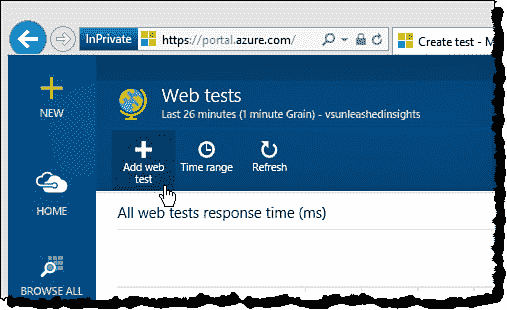 InPrivate
https://portal.azure.com/
Create test - M
NEW
Web tests
Last 26 minutes (1 minute Grain) - vsunleashedinsights
Add web
test
Time range
Refresh
HOME
All web tests response time (ms)
BROWSE ALL